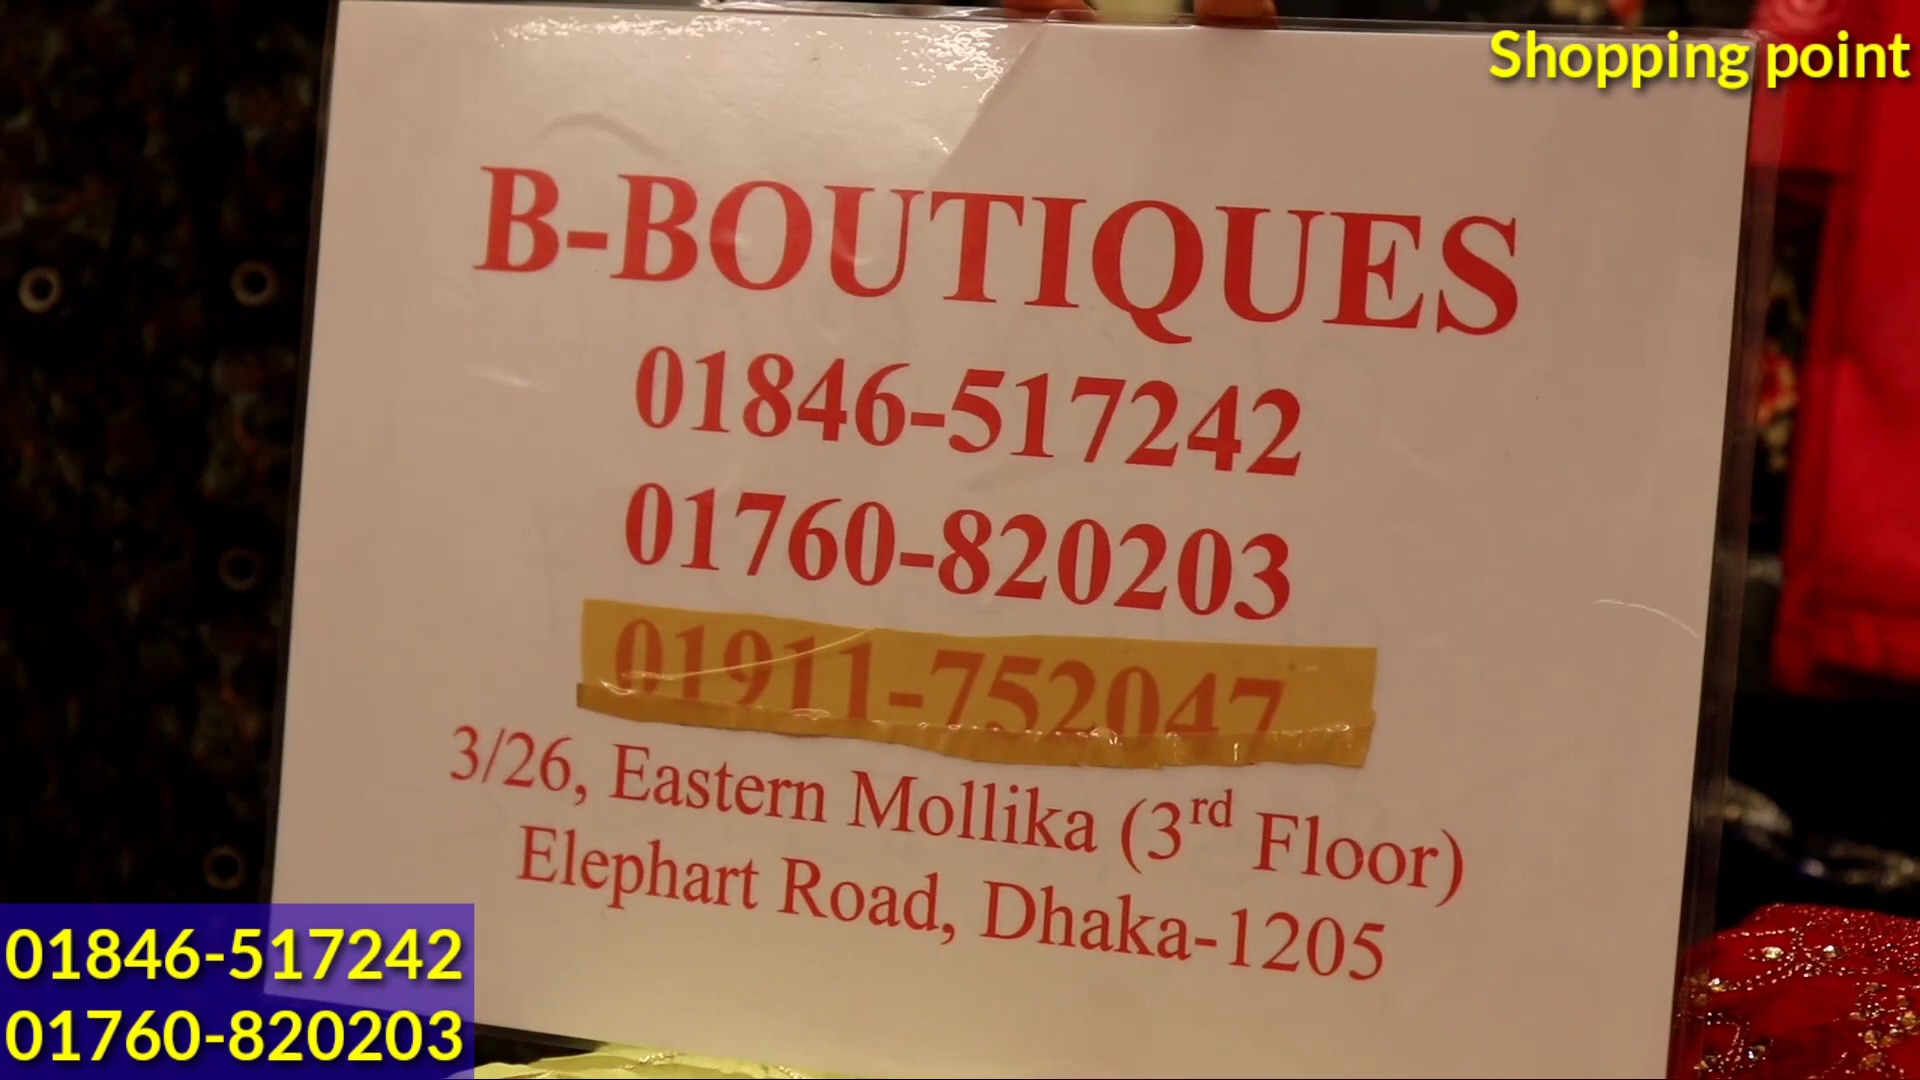 Shopping point
B-BOUTIQUES
01846-517242
01760-820203
01911-752047
3/26, Eastern Mollika (3rd Floor)
Elephart Road, Dhaka-1205
01846-517242
01760-820203